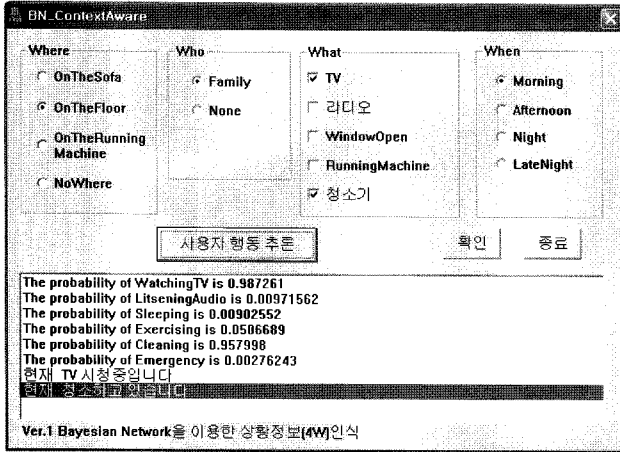 BN_ContextAware
Where
OnTheSofa
OnTheFloor
OnTheRunning
Machine
NoWhere
Who
Family
None
What
TV
라디오
WindowOpen
RunningMachine
청소기
When
Morning
Afternoon
Night
LateNight
사용자 행동 추론
확인
종료
The probability of WatchingTV is 0.987261
The probability of LitseningAudio is 0.00971562
The probability of Sleeping is 0.00902552
The probability of Exercising is 0.0506689
The probability of Cleaning is 0.957998
The probability of Emergency is 0.00276243
현재 TV 시청중입니다
현재 청소하고 있습니다
Ver.1 Bayesian Network을 이용한 상황정보(4W)인식